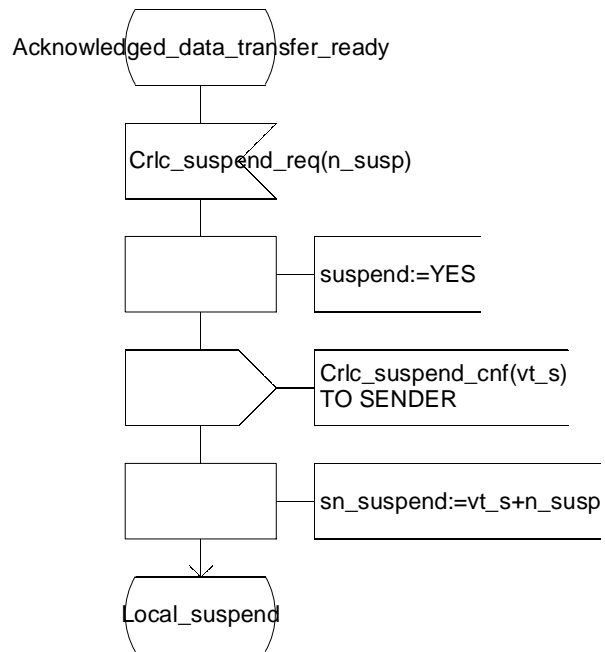 Acknowledged_data_transfer_ready
Crlc_suspend_req(n_susp)
suspend:=YES
Crlc_suspend_cnf(vt_s)
TO SENDER
sn_suspend:=vt_s+n_susp
Local_suspend